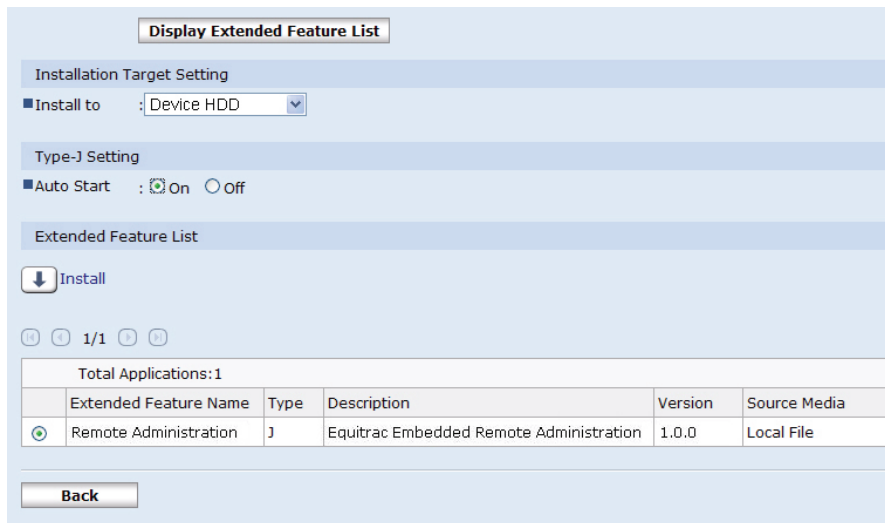 Display Extended Feature List
Installation Target Setting
Install to : Device HDD
Type-J Setting
Auto Start : On Off
Extended Feature List
Install
1/1
Total Applications:1
Extended Feature Name Type Description Version Source Media
Remote Administration J Equitrac Embedded Remote Administration 1.0.0 Local File
Back